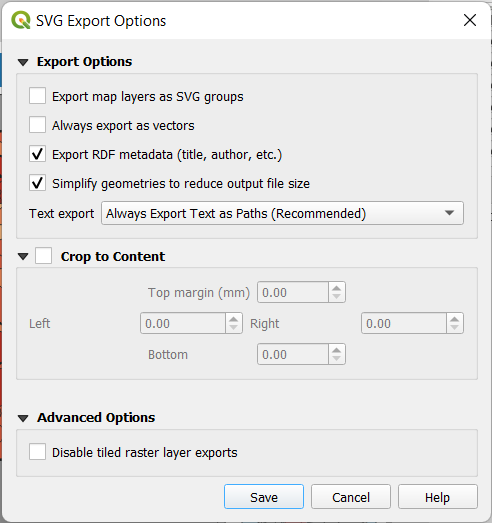 SVG Export Options
Export Options
Export map layers as SVG groups
Always export as vectors
Export RDF metadata (title, author, etc.)
Simplify geometries to reduce output file size
Text export Always Export Text as Paths (Recommended)
Crop to Content
Top margin (mm) 0.00
Left 0.00 Right 0.00
Bottom 0.00
Advanced Options
Disable tiled raster layer exports
Save Cancel Help